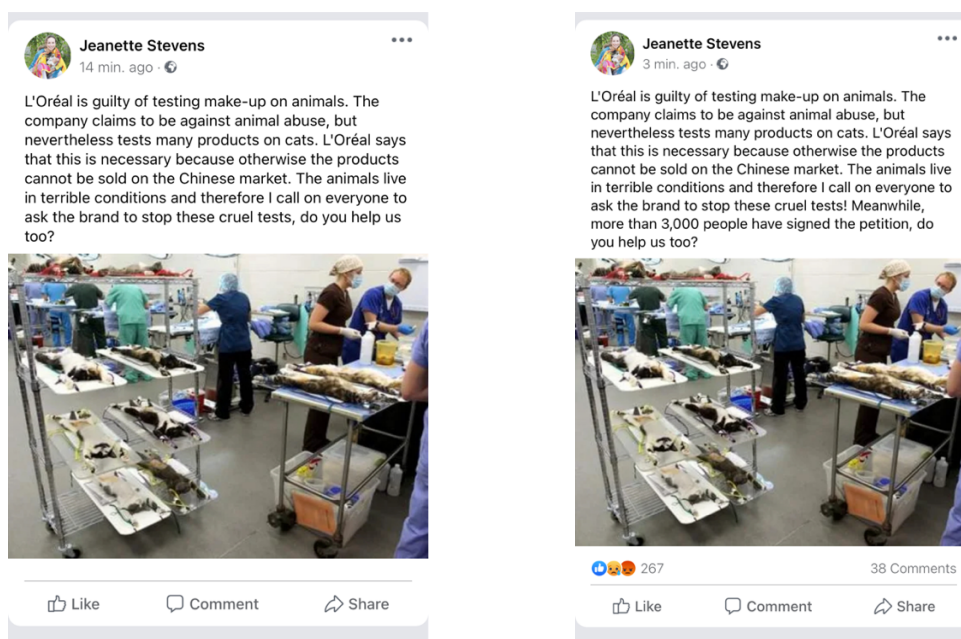 Jeanette Stevens
14 min. ago ·
L'Oréal is guilty of testing make-up on animals. The
company claims to be against animal abuse, but
nevertheless tests many products on cats. L'Oréal says
that this is necessary because otherwise the products
cannot be sold on the Chinese market. The animals live
in terrible conditions and therefore I call on everyone to
ask the brand to stop these cruel tests, do you help us
too?
Like Comment Share
Jeanette Stevens
3 min. ago ·
L'Oréal is guilty of testing make-up on animals. The
company claims to be against animal abuse, but
nevertheless tests many products on cats. L'Oréal says
that this is necessary because otherwise the products
cannot be sold on the Chinese market. The animals live
in terrible conditions and therefore I call on everyone to
ask the brand to stop these cruel tests! Meanwhile,
more than 3,000 people have signed the petition, do
you help us too?
267 38 Comments
Like Comment Share